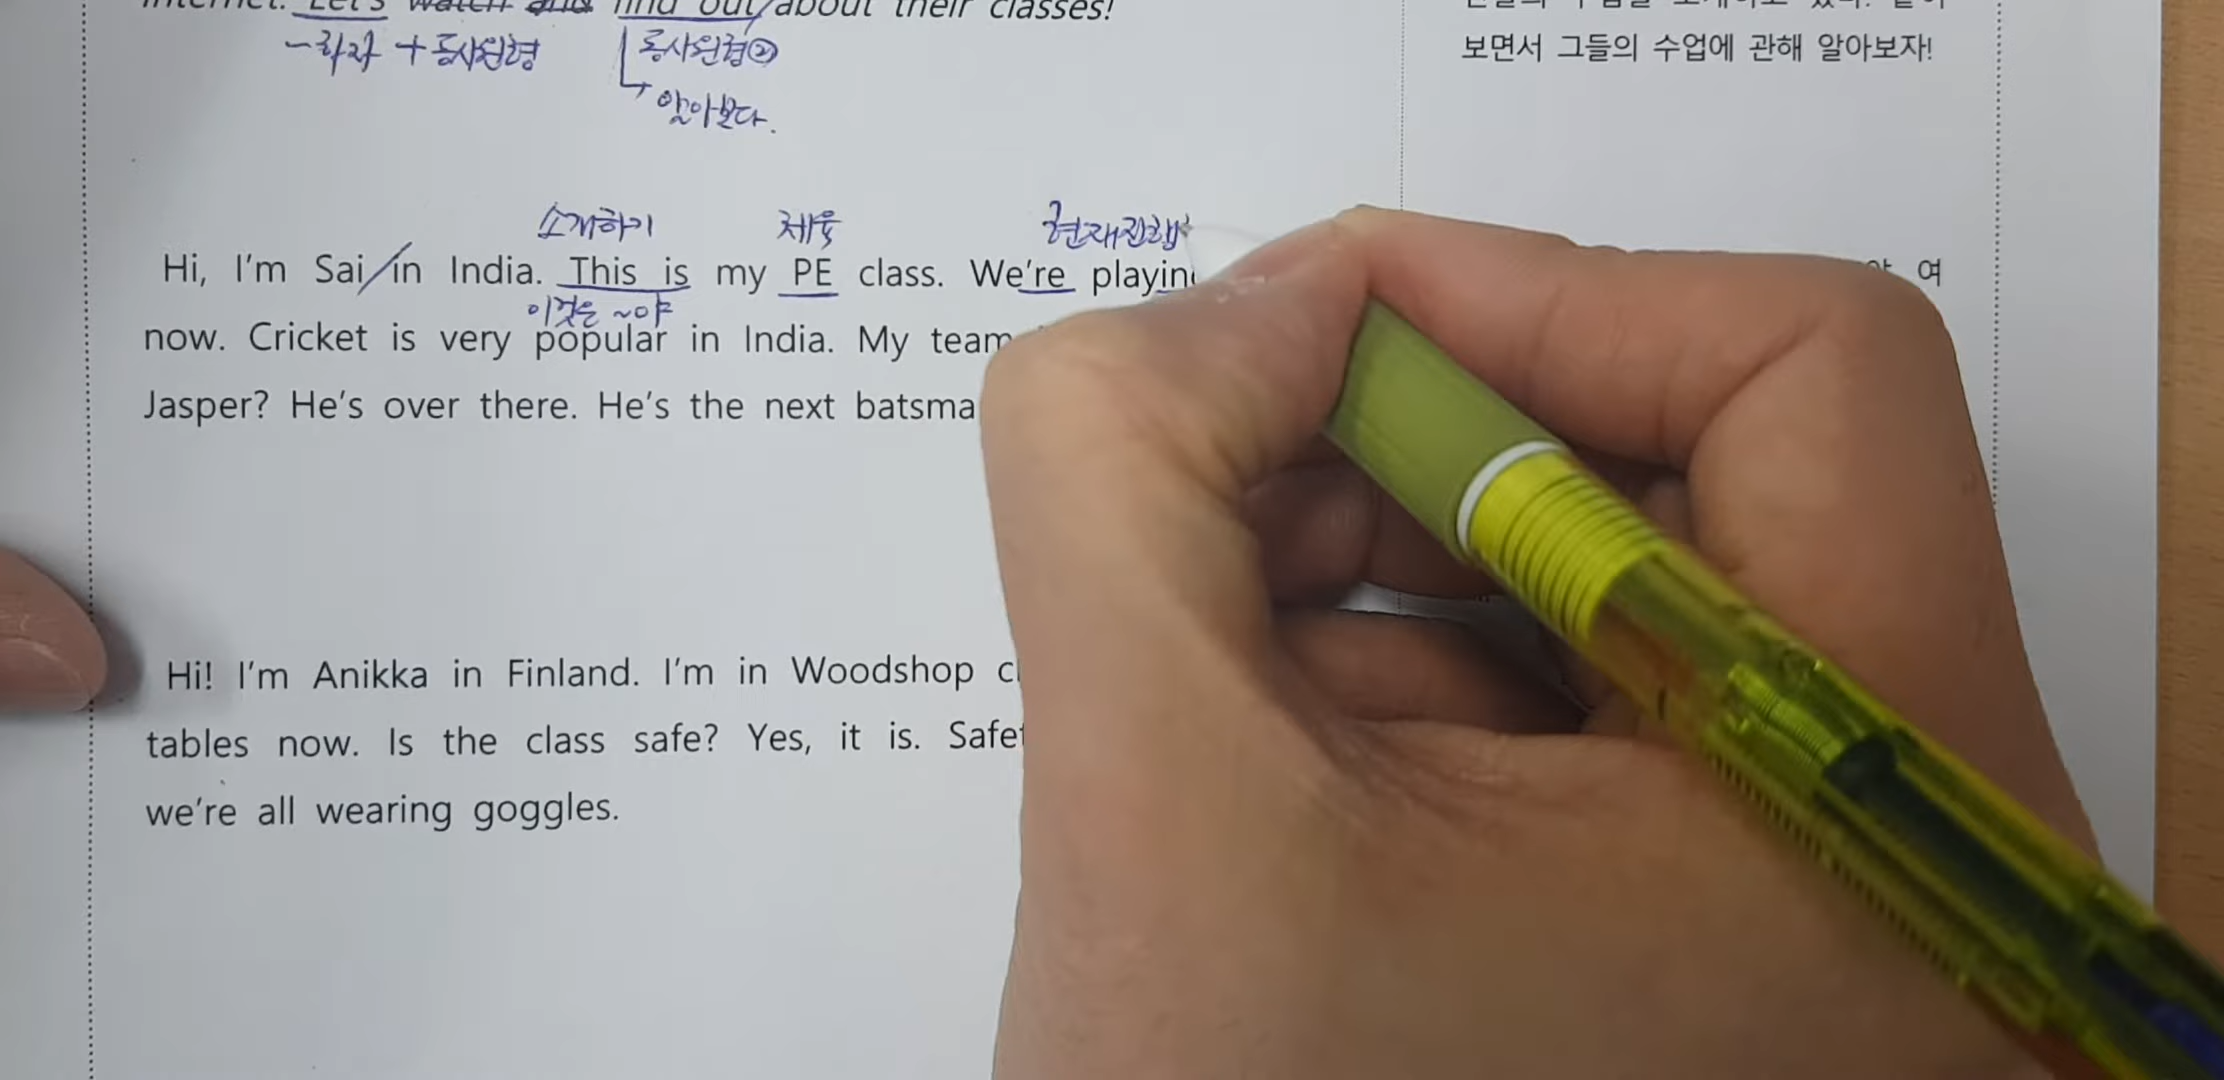 Let's watch and find out about their classes!
~하자 + 동사원형
동사원형②
알아보다.
보면서 그들의 수업에 관해 알아보자!
소개하기 체육 현재진행
Hi, I'm Sai in India. This is my PE class. We're playin
여
이것은 ~야
now. Cricket is very popular in India. My team
Jasper? He's over there. He's the next batsma
Hi! I'm Anikka in Finland. I'm in Woodshop c
tables now. Is the class safe? Yes, it is. Safet
we're all wearing goggles.